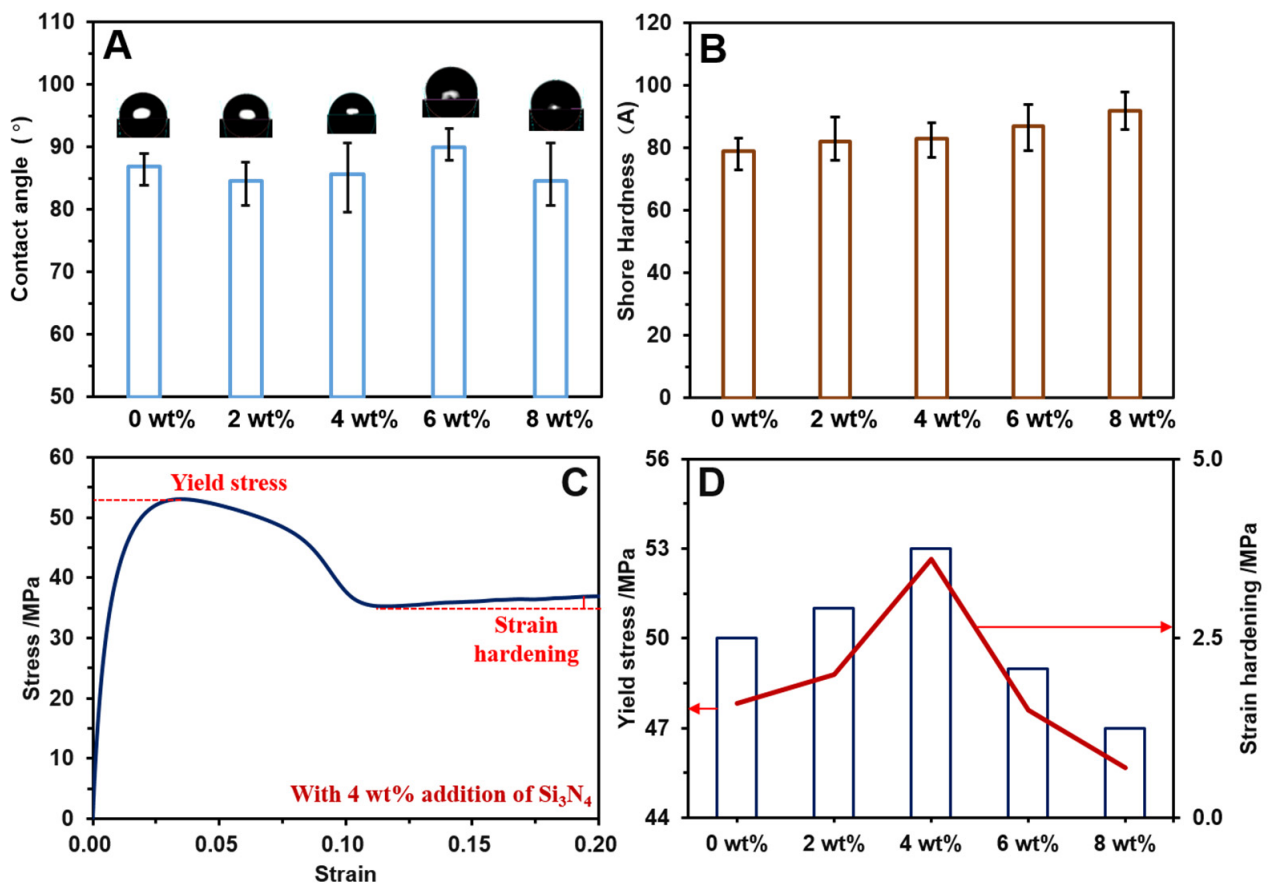 A
Contact angle (°)
110
100
90
80
70
60
50
0 wt% 2 wt% 4 wt% 6 wt% 8 wt%
B
Shore Hardness (A)
120
100
80
60
40
20
0
0 wt% 2 wt% 4 wt% 6 wt% 8 wt%
C
Stress /MPa
60
50
40
30
20
10
0
Yield stress
Strain
hardening
With 4 wt% addition of Si₃N₄
0.00 0.05 0.10 0.15 0.20
Strain
D
Yield stress /MPa
56
53
50
47
44
5.0
2.5
0.0
Strain hardening /MPa
0 wt% 2 wt% 4 wt% 6 wt% 8 wt%